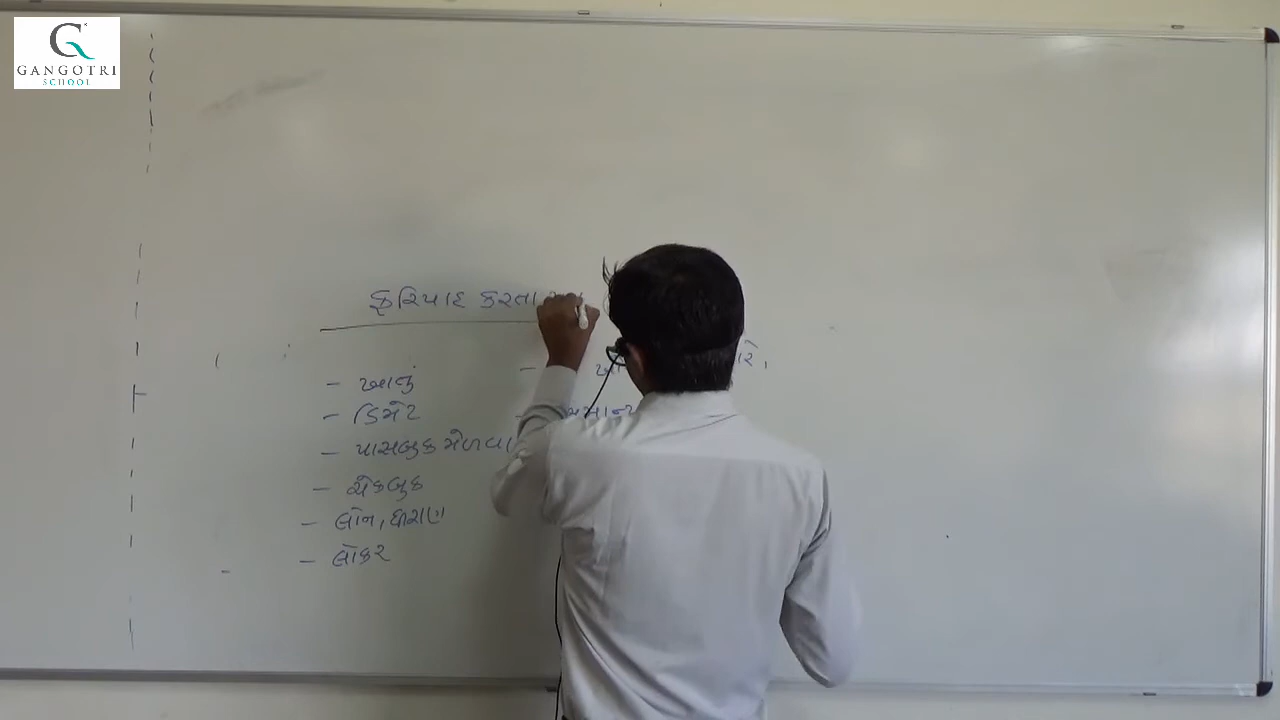 GANGOTRI
SCHOOL
ફરિયાદ કરતા
- ખાતું
- ડિમેટ
- પાસબુક મેળવા
- ચેકબુક
- લોન, ધીરાણ
- લોકર